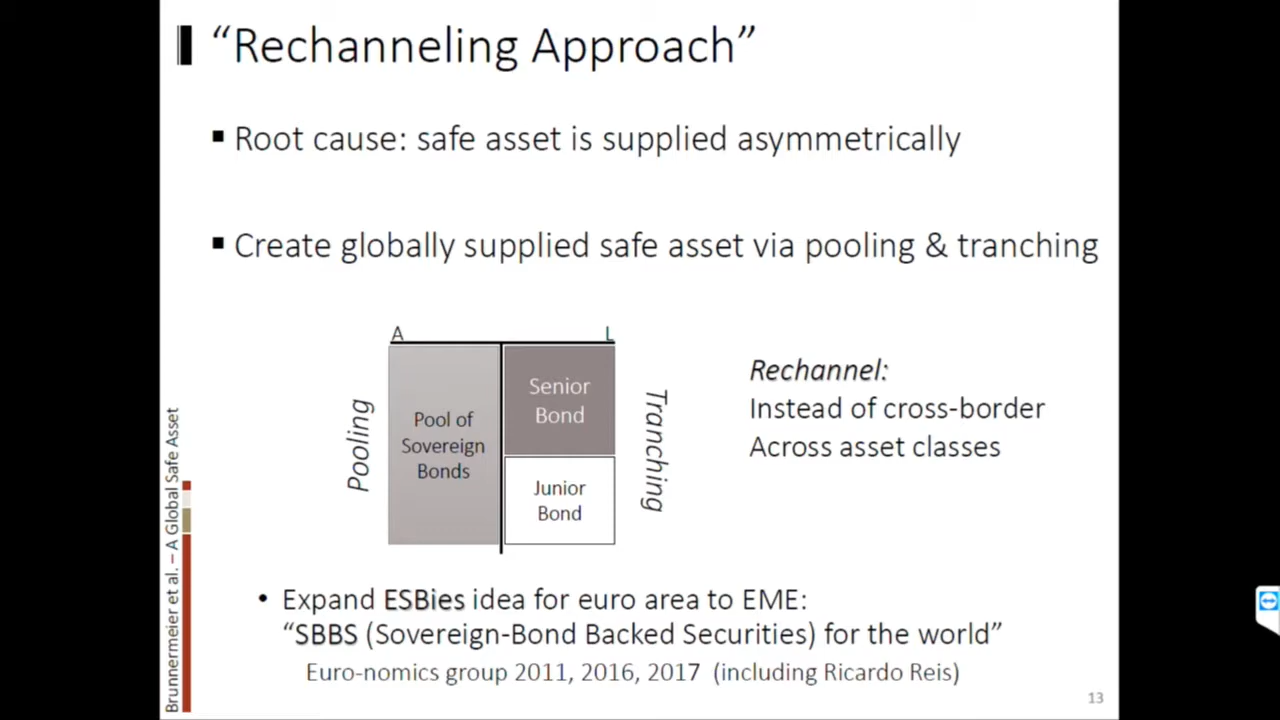 “Rechanneling Approach”
▪ Root cause: safe asset is supplied asymmetrically
▪ Create globally supplied safe asset via pooling & tranching
A
L
Pooling
Pool of
Sovereign
Bonds
Senior
Bond
Junior
Bond
Tranching
Rechannel:
Instead of cross-border
Across asset classes
• Expand ESBies idea for euro area to EME:
“SBBS (Sovereign-Bond Backed Securities) for the world”
Euro-nomics group 2011, 2016, 2017 (including Ricardo Reis)
Brunnermeier et al. – A Global Safe Asset
13